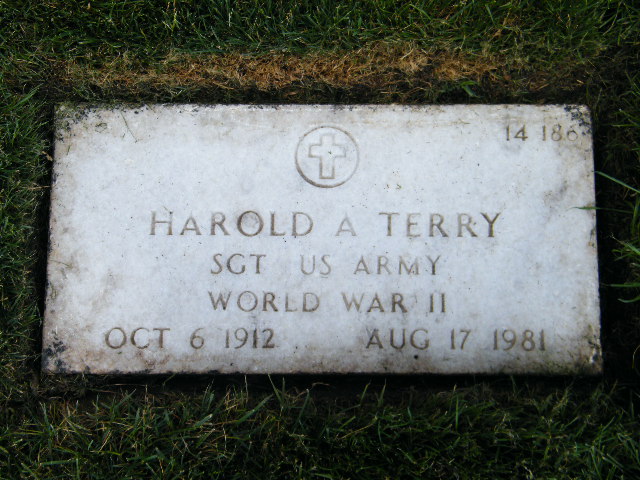 14 186
HAROLD A TERRY
SGT US ARMY
WORLD WAR II
OCT 6 1912 AUG 17 1981